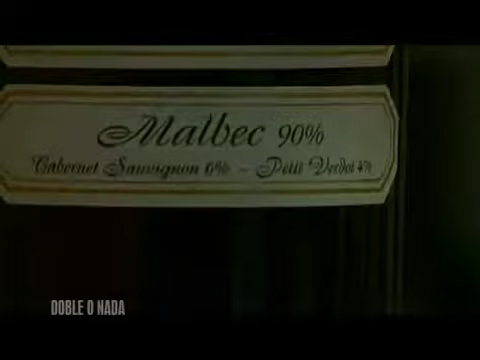 Malbec 90%
Cabernet Sauvignon 6% - Petit Verdot 4%
DOBLE O NADA